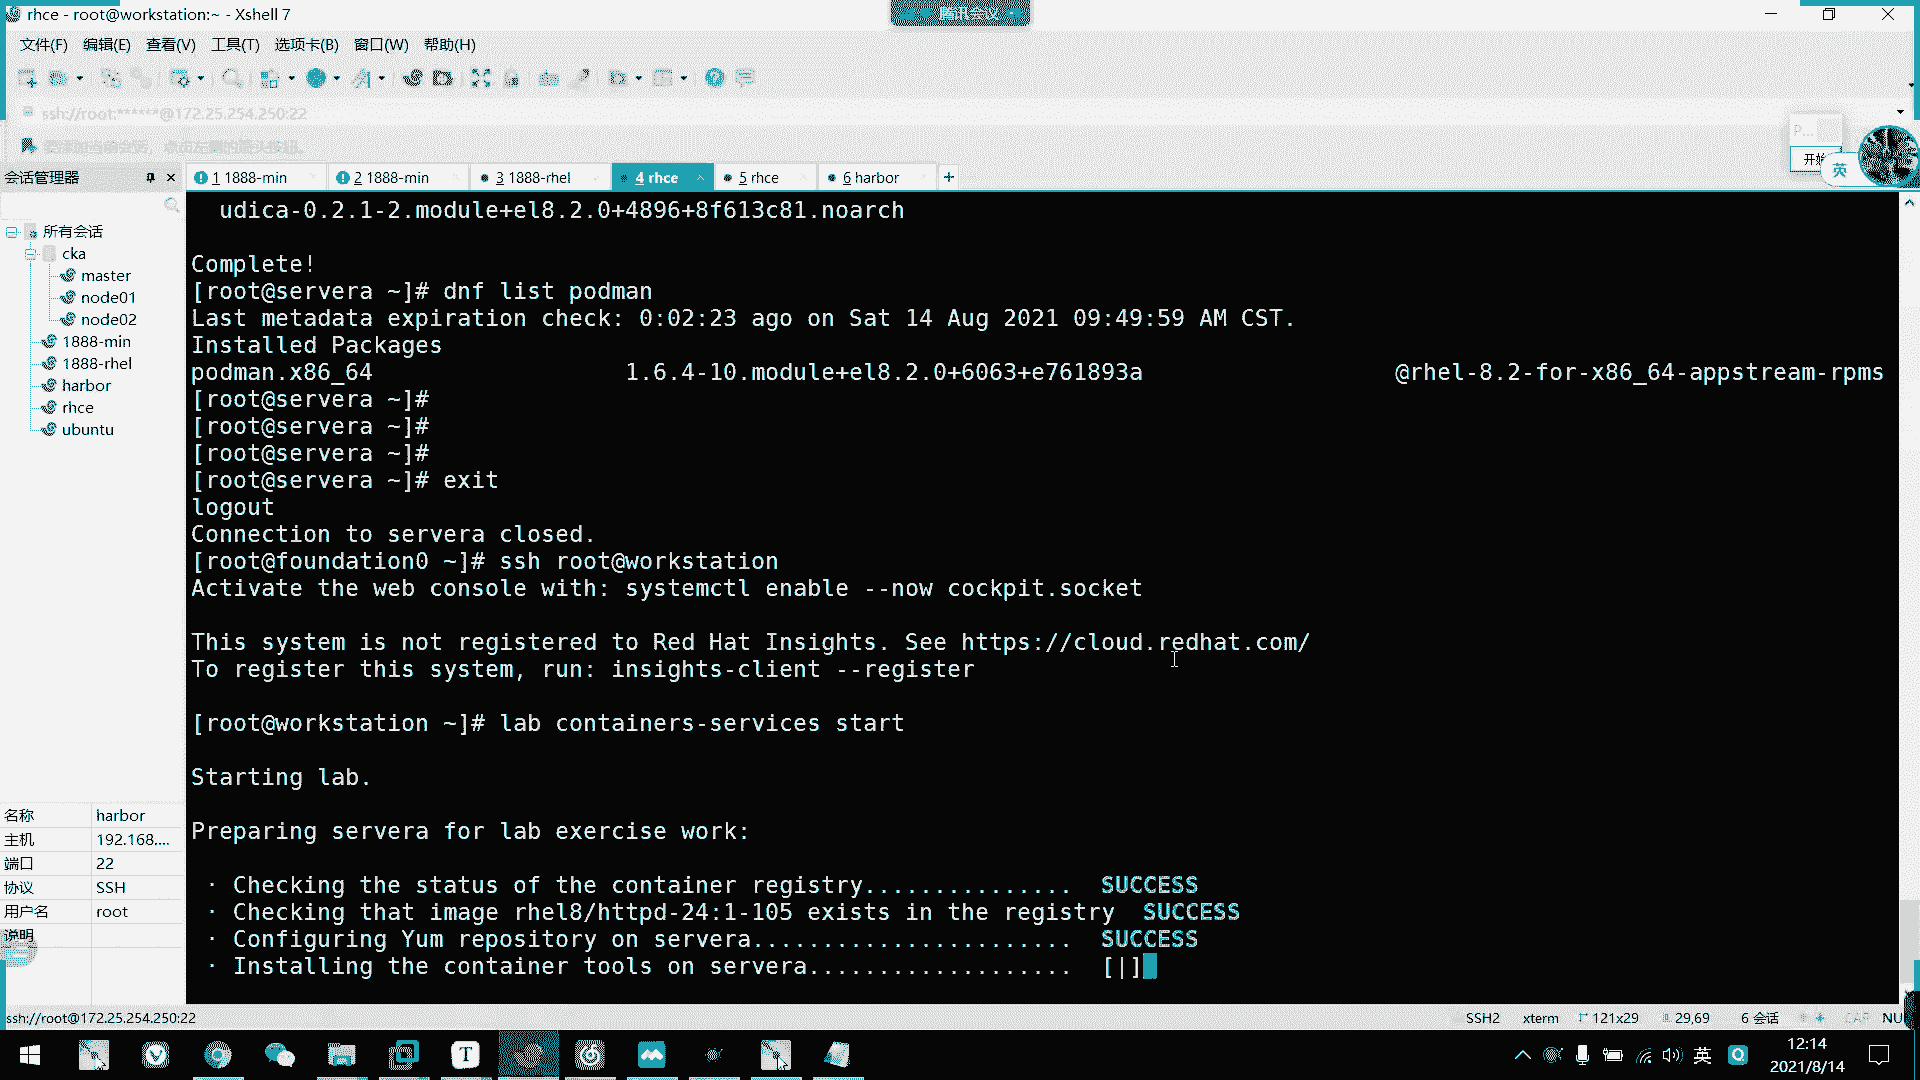 rhce - root@workstation:~ - Xshell 7
腾讯会议
文件(F) 编辑(E) 查看(V) 工具(T) 选项卡(B) 窗口(W) 帮助(H)
ssh://root:******@172.25.254.250:22
P...
开始
英
会话管理器
1 1888-min
2 1888-min
3 1888-rhel
4 rhce
5 rhce
6 harbor
所有会话
cka
master
node01
node02
1888-min
1888-rhel
harbor
rhce
ubuntu
名称 harbor
主机 192.168....
端口 22
协议 SSH
用户名 root
说明
udica-0.2.1-2.module+el8.2.0+4896+8f613c81.noarch
Complete!
[root@servera ~]# dnf list podman
Last metadata expiration check: 0:02:23 ago on Sat 14 Aug 2021 09:49:59 AM CST.
Installed Packages
podman.x86_64 1.6.4-10.module+el8.2.0+6063+e761893a @rhel-8.2-for-x86_64-appstream-rpms
[root@servera ~]#
[root@servera ~]#
[root@servera ~]#
[root@servera ~]# exit
logout
Connection to servera closed.
[root@foundation0 ~]# ssh root@workstation
Activate the web console with: systemctl enable --now cockpit.socket
This system is not registered to Red Hat Insights. See https://cloud.redhat.com/
To register this system, run: insights-client --register
[root@workstation ~]# lab containers-services start
Starting lab.
Preparing servera for lab exercise work:
· Checking the status of the container registry............... SUCCESS
· Checking that image rhel8/httpd-24:1-105 exists in the registry SUCCESS
· Configuring Yum repository on servera....................... SUCCESS
· Installing the container tools on servera................... [|]
ssh://root@172.25.254.250:22
SSH2 xterm 121x29 29,69 6 会话 CAP NU
英
12:14
2021/8/14